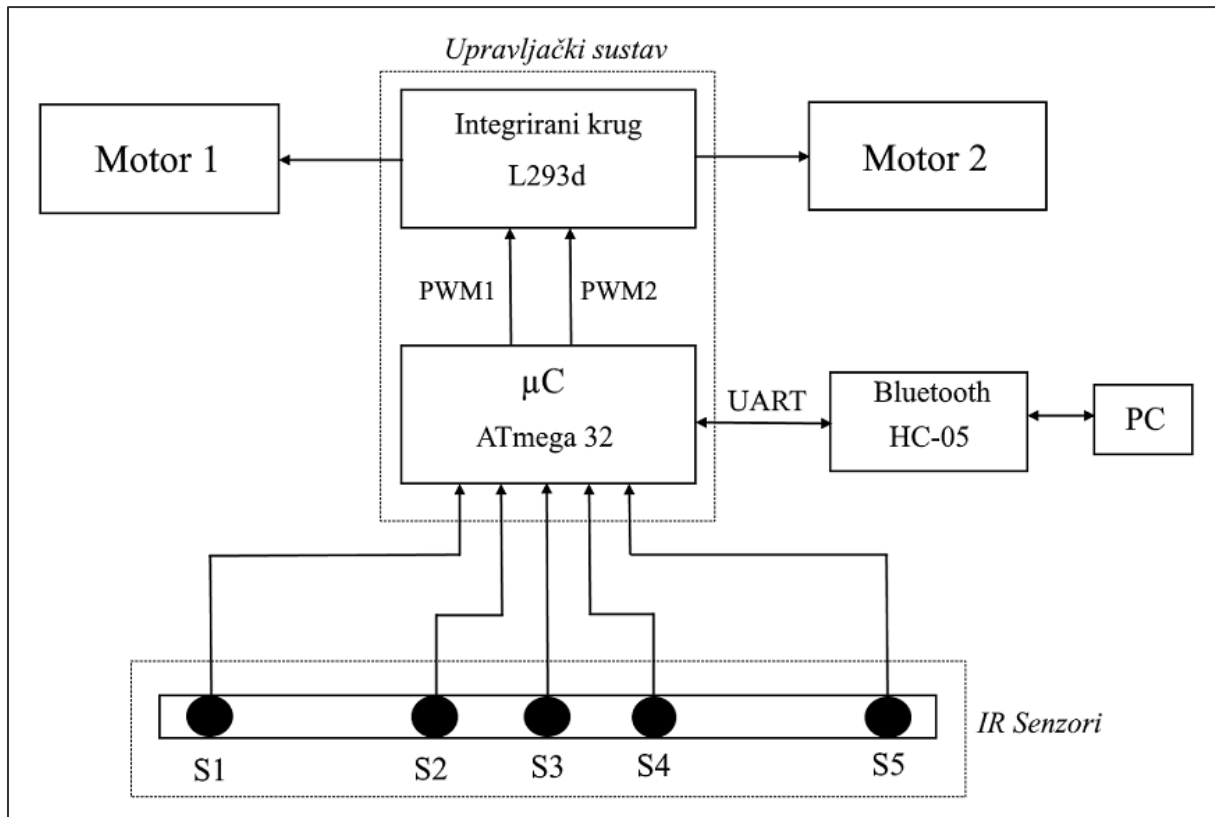 Upravljački sustav
Motor 1
Integrirani krug
L293d
Motor 2
PWM1
PWM2
µC
ATmega 32
UART
Bluetooth
HC-05
PC
IR Senzori
S1
S2
S3
S4
S5